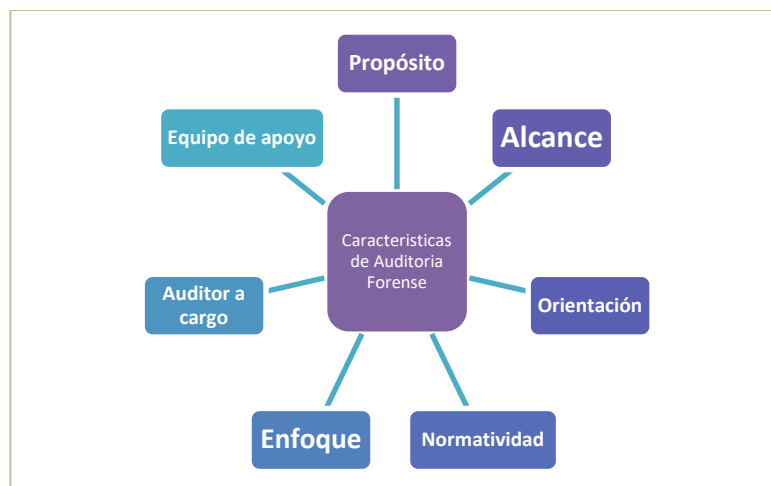 Propósito
Equipo de apoyo
Alcance
Caracteristicas
de Auditoria
Forense
Auditor a
cargo
Orientación
Enfoque
Normatividad